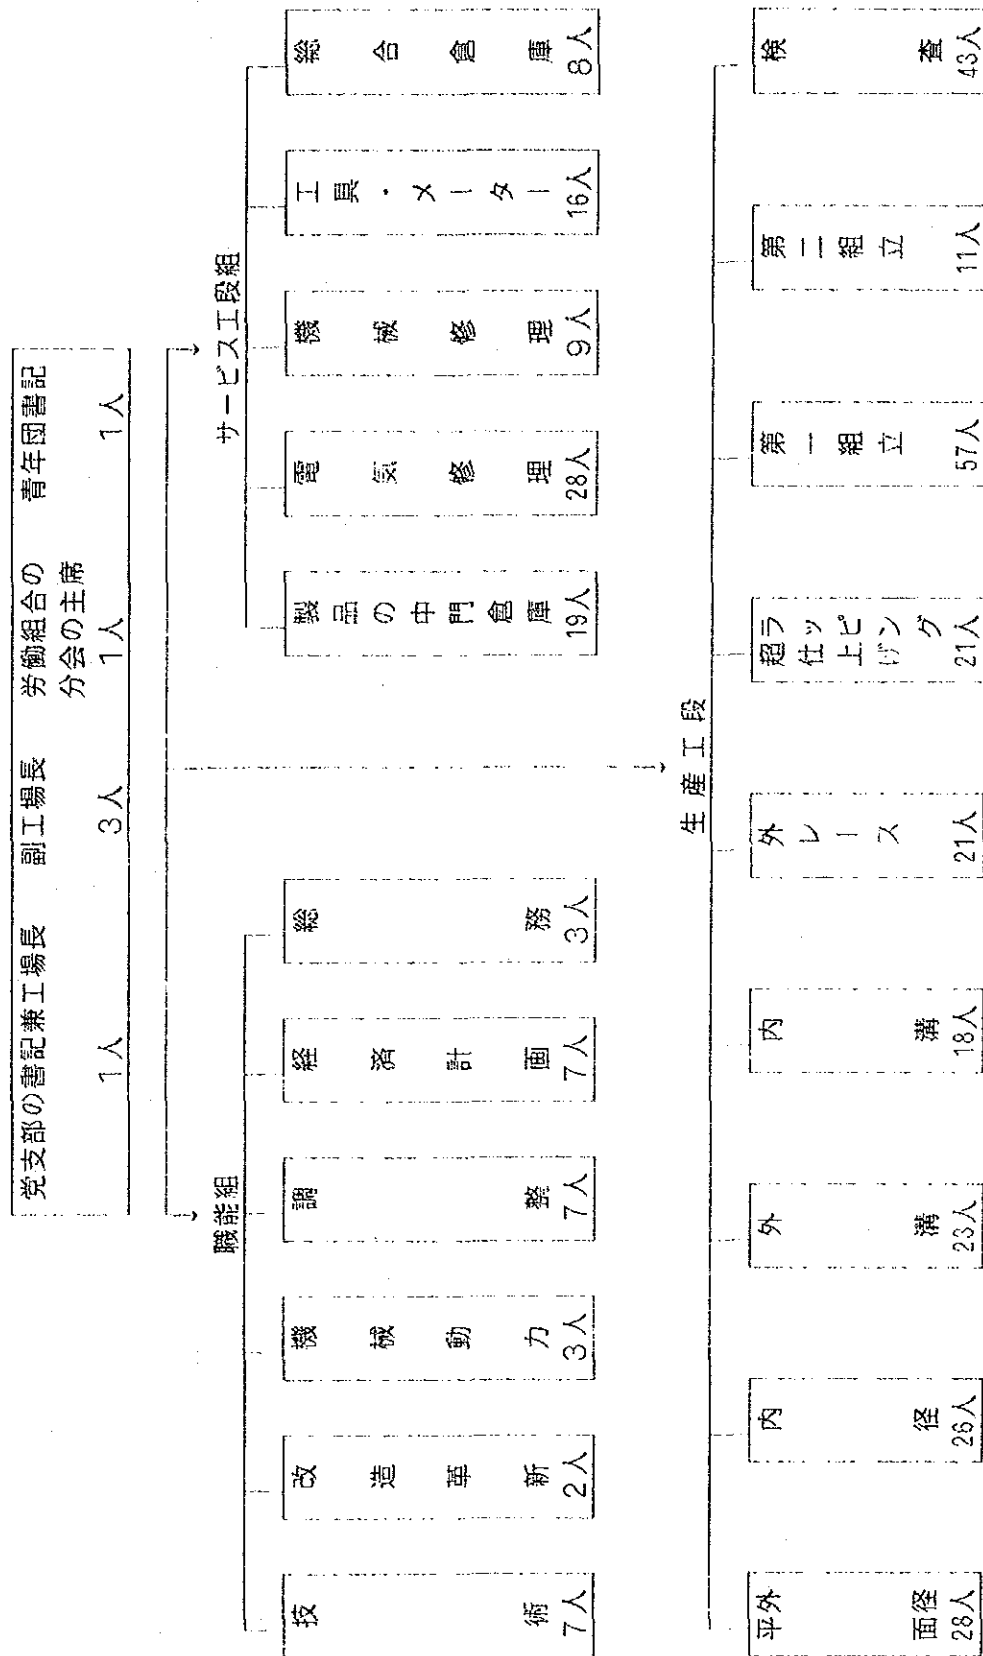 党支部の書記兼工場長　副工場長　労働組合の分会の主席　青年団書記
1人　3人　1人　1人
職能組
技術
7人
改造革新
2人
機械動力
3人
調整
7人
経済計画
7人
総務
3人
サービス工段組
製品の中門倉庫
19人
電気修理
28人
機械修理
9人
工具・メーター
16人
総合倉庫
8人
生産工段
平面
外径
28人
内径
26人
外溝
23人
内溝
18人
外レース
21人
超仕上げ
ラッピング
21人
第一組立
57人
第二組立
11人
検査
43人